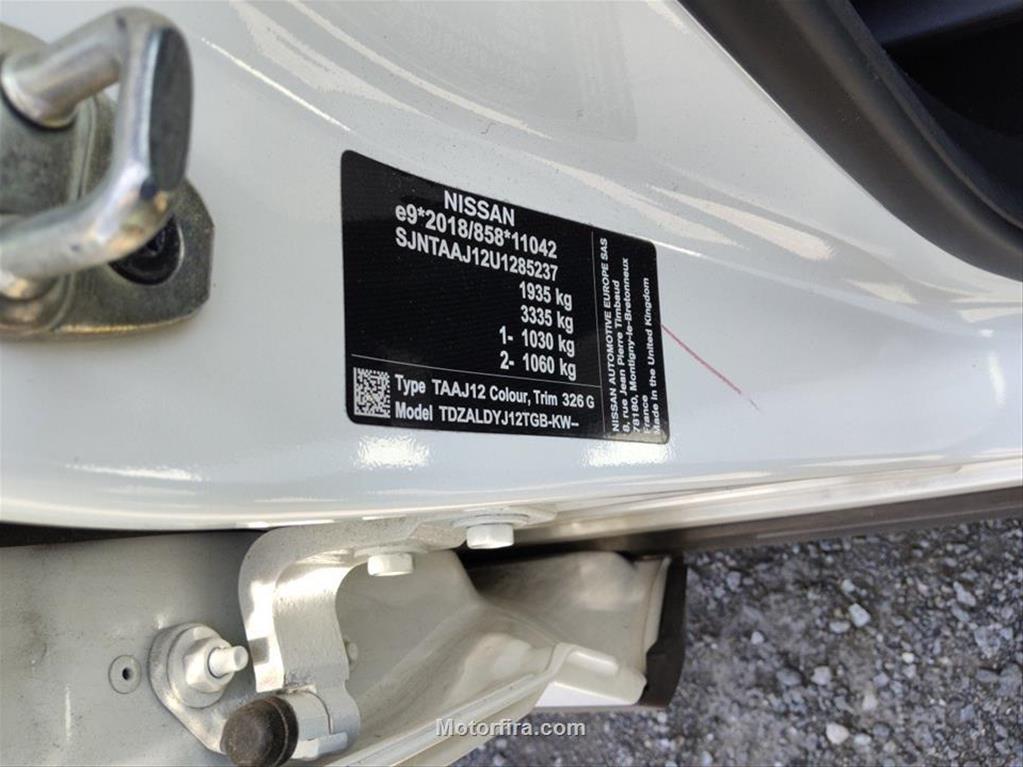 NISSAN
e9*2018/858*11042
SJNTAAJ12U1285237
1935 kg
3335 kg
1- 1030 kg
2- 1060 kg
Type TAAJ12 Colour, Trim 326 G
Model TDZALDYJ12TGB-KW--
NISSAN AUTOMOTIVE EUROPE SAS
8, rue Jean Pierre Timbaud
78180, Montigny-le-Bretonneux
France
Made in the United Kingdom
Motorfira.com